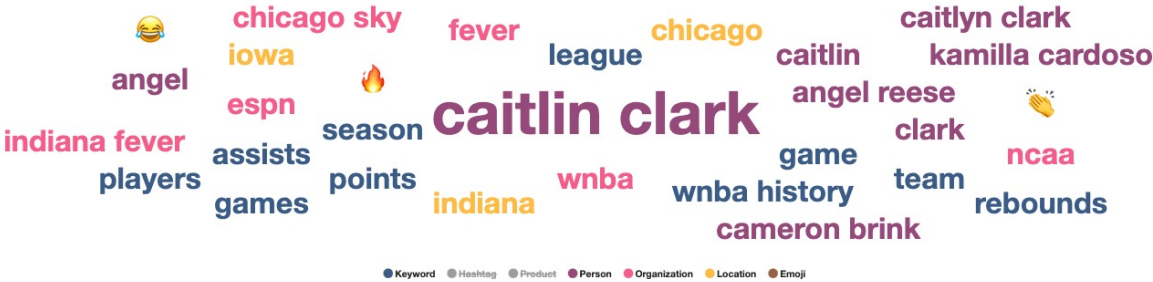 😂 chicago sky fever chicago caitlyn clark
iowa league caitlin kamilla cardoso
angel 🔥 angel reese 👏
espn caitlin clark
indiana fever season clark
assists game ncaa
players points wnba wnba history team
games indiana rebounds
cameron brink
Keyword Hashtag Product Person Organization Location Emoji